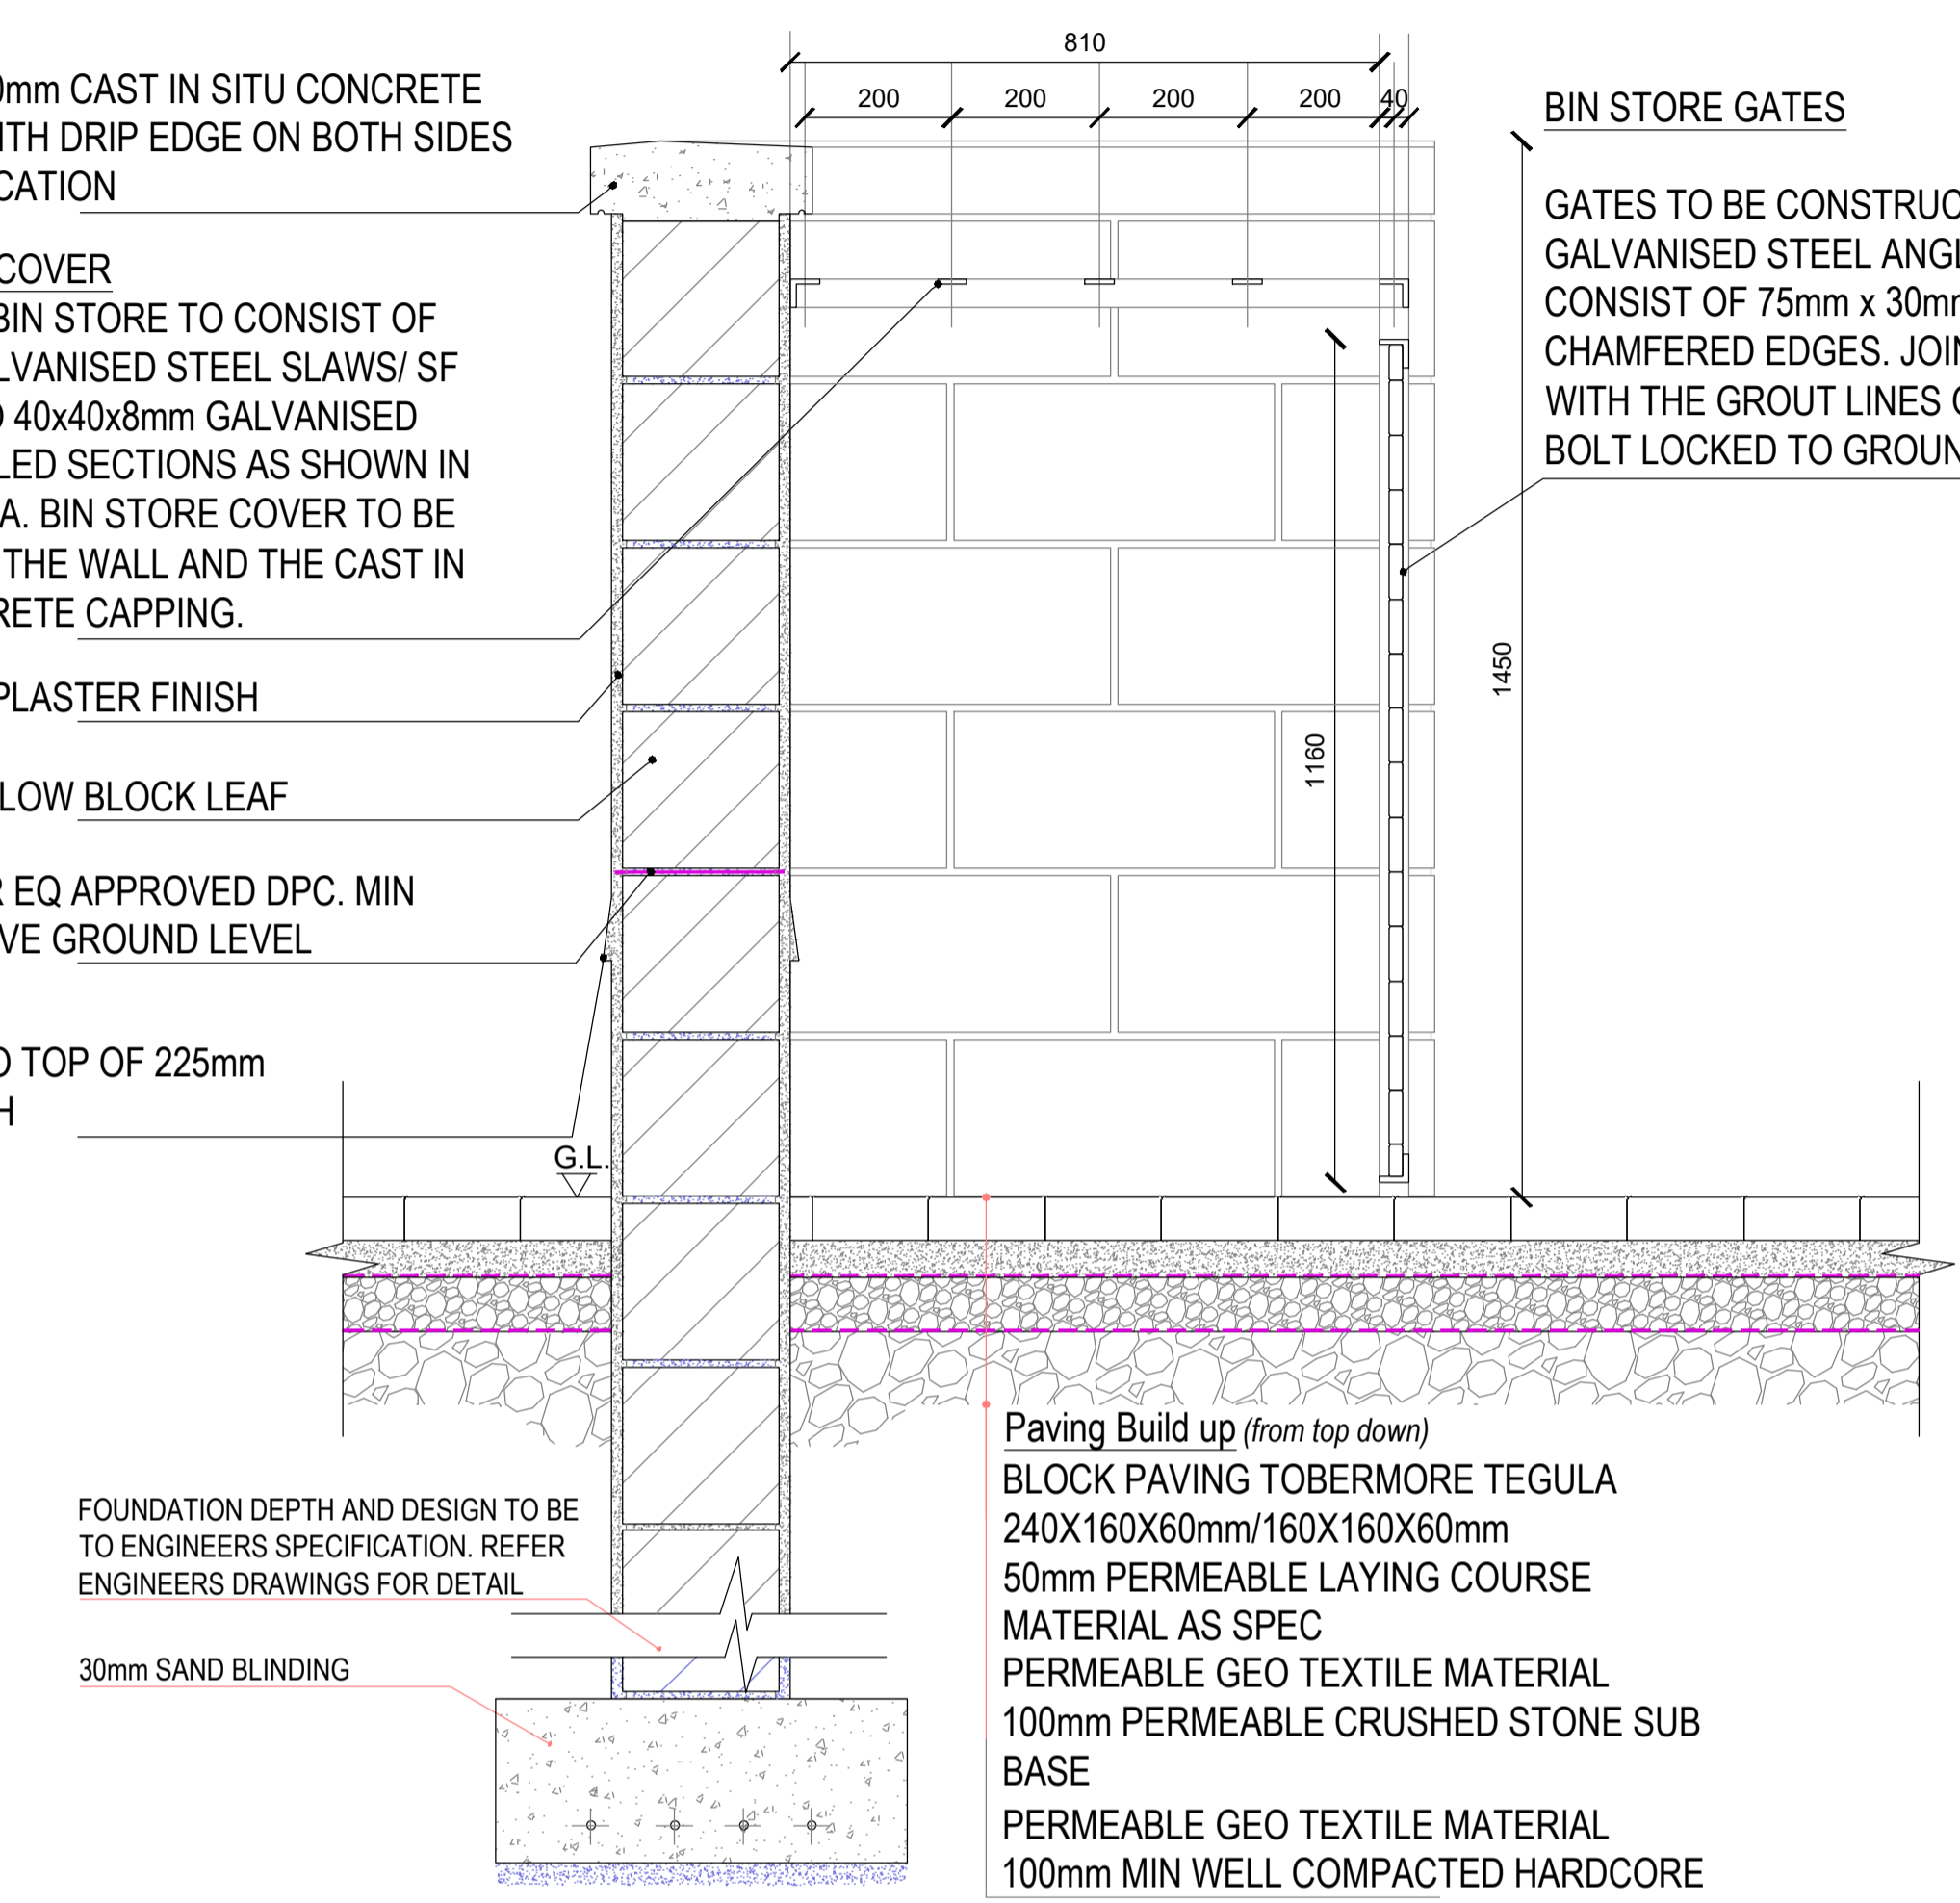 810
200
200
200
200
40
0mm CAST IN SITU CONCRETE
ITH DRIP EDGE ON BOTH SIDES
CATION
COVER
BIN STORE TO CONSIST OF
LVANISED STEEL SLAWS/ SF
40x40x8mm GALVANISED
LED SECTIONS AS SHOWN IN
A. BIN STORE COVER TO BE
THE WALL AND THE CAST IN
RETE CAPPING.
PLASTER FINISH
LOW BLOCK LEAF
R EQ APPROVED DPC. MIN
VE GROUND LEVEL
O TOP OF 225mm
H
G.L.
BIN STORE GATES
GATES TO BE CONSTRUC
GALVANISED STEEL ANGL
CONSIST OF 75mm x 30mm
CHAMFERED EDGES. JOIN
WITH THE GROUT LINES
BOLT LOCKED TO GROUN
1450
1160
FOUNDATION DEPTH AND DESIGN TO BE
TO ENGINEERS SPECIFICATION. REFER
ENGINEERS DRAWINGS FOR DETAIL
30mm SAND BLINDING
Paving Build up (from top down)
BLOCK PAVING TOBERMORE TEGULA
240X160X60mm/160X160X60mm
50mm PERMEABLE LAYING COURSE
MATERIAL AS SPEC
PERMEABLE GEO TEXTILE MATERIAL
100mm PERMEABLE CRUSHED STONE SUB
BASE
PERMEABLE GEO TEXTILE MATERIAL
100mm MIN WELL COMPACTED HARDCORE